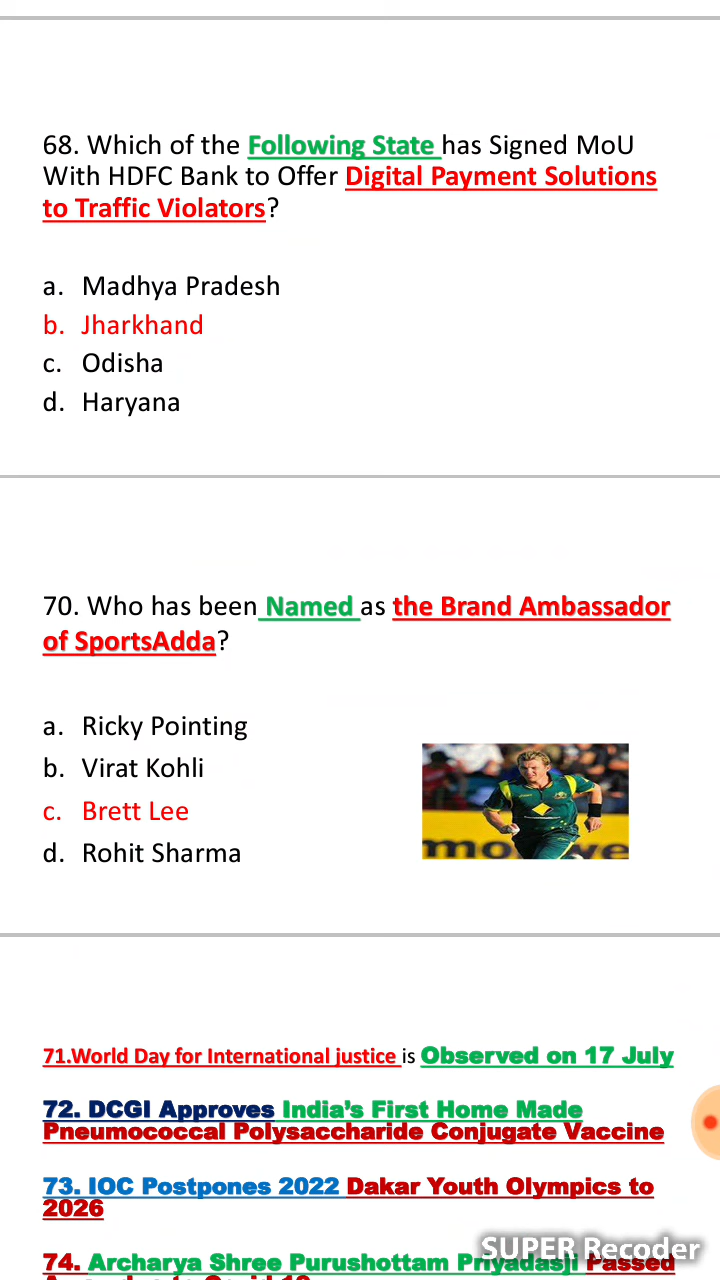 68. Which of the Following State has Signed MoU
With HDFC Bank to Offer Digital Payment Solutions
to Traffic Violators?
a. Madhya Pradesh
b. Jharkhand
c. Odisha
d. Haryana
70. Who has been Named as the Brand Ambassador
of SportsAdda?
a. Ricky Pointing
b. Virat Kohli
c. Brett Lee
d. Rohit Sharma
71.World Day for International justice is Observed on 17 July
72. DCGI Approves India's First Home Made
Pneumococcal Polysaccharide Conjugate Vaccine
73. IOC Postpones 2022 Dakar Youth Olympics to
2026
SUPER Recoder
74. Archarya Shree Purushottam Priyadasji Passed